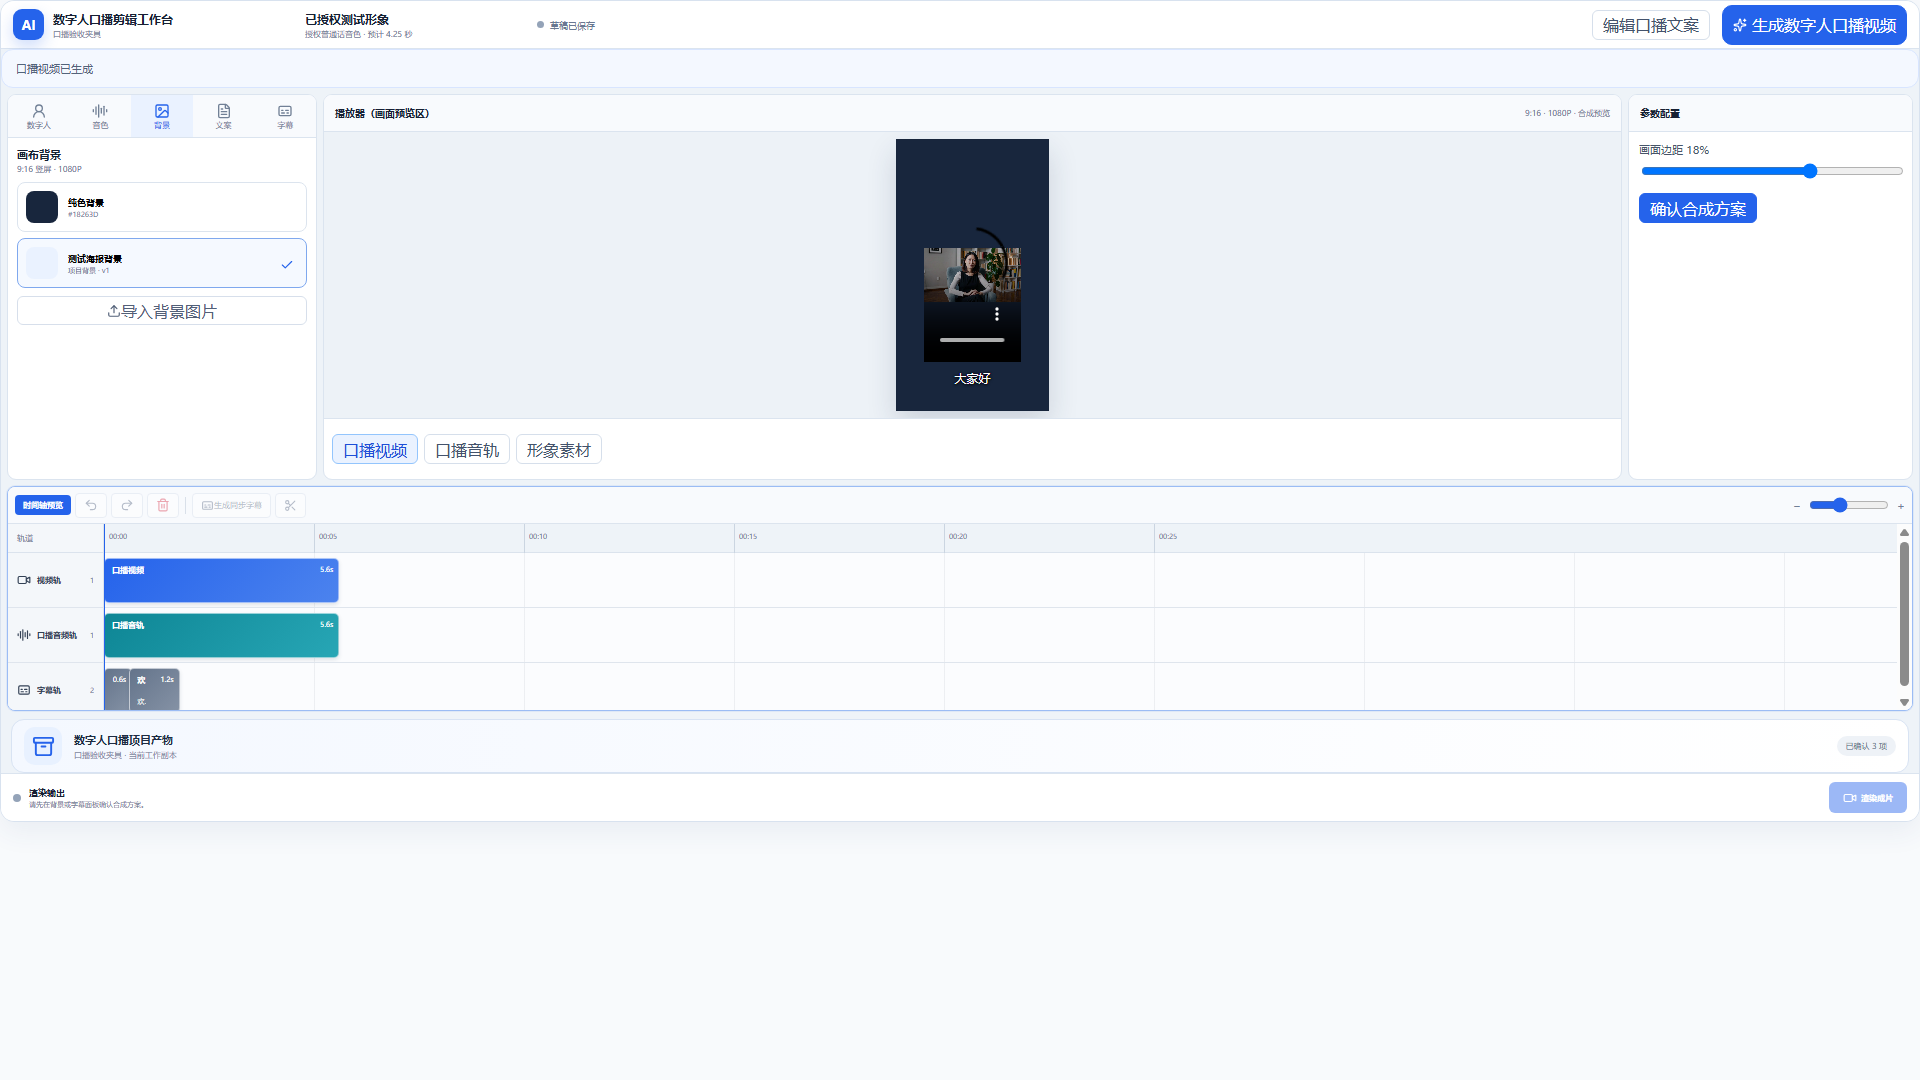 AI
数字人口播剪辑工作台
口播验收夹具
已授权测试形象
授权普通话音色 · 预计 4.25 秒
草稿已保存
编辑口播文案
生成数字人口播视频
口播视频已生成
数字人
音色
背景
文案
字幕
画布背景
9:16 竖屏 · 1080P
纯色背景
#18263D
测试海报背景
项目背景 · v1
导入背景图片
播放器（画面预览区）
9:16 · 1080P · 合成预览
大家好
口播视频
口播音轨
形象素材
参数配置
画面边距 18%
确认合成方案
时间轴预览
生成同步字幕
轨道
00:00
00:05
00:10
00:15
00:20
00:25
视频轨 1
口播视频 5.6s
口播音频轨 1
口播音轨 5.6s
字幕轨 2
0.6s
欢 1.2s
欢.
数字人口播项目产物
口播验收夹具 · 当前工作副本
已确认 3 项
渲染输出
请先在背景或字幕面板确认合成方案。
渲染成片